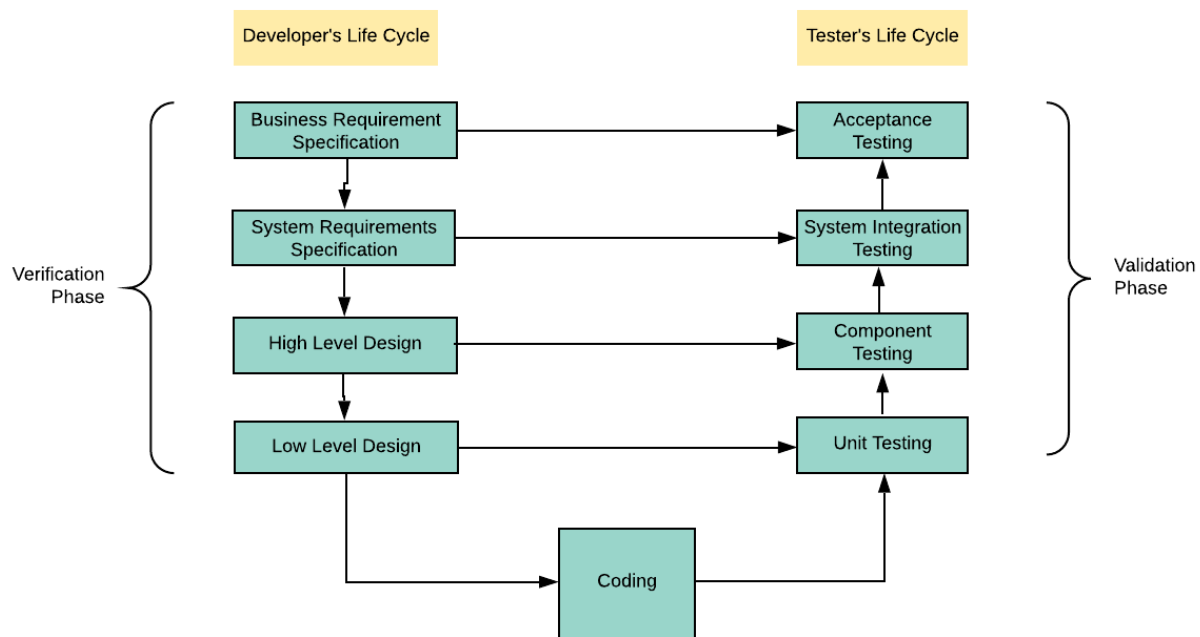 Developer's Life Cycle
Tester's Life Cycle
Business Requirement
Specification
Acceptance
Testing
System Requirements
Specification
System Integration
Testing
Verification
Phase
Validation
Phase
High Level Design
Component
Testing
Low Level Design
Unit Testing
Coding